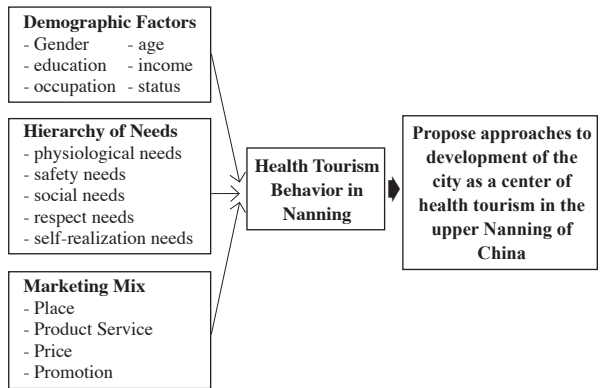 Demographic Factors
- Gender - age
- education - income
- occupation - status
Hierarchy of Needs
- physiological needs
- safety needs
- social needs
- respect needs
- self-realization needs
Marketing Mix
- Place
- Product Service
- Price
- Promotion
Health Tourism
Behavior in
Nanning
Propose approaches to
development of the
city as a center of
health tourism in the
upper Nanning of
China